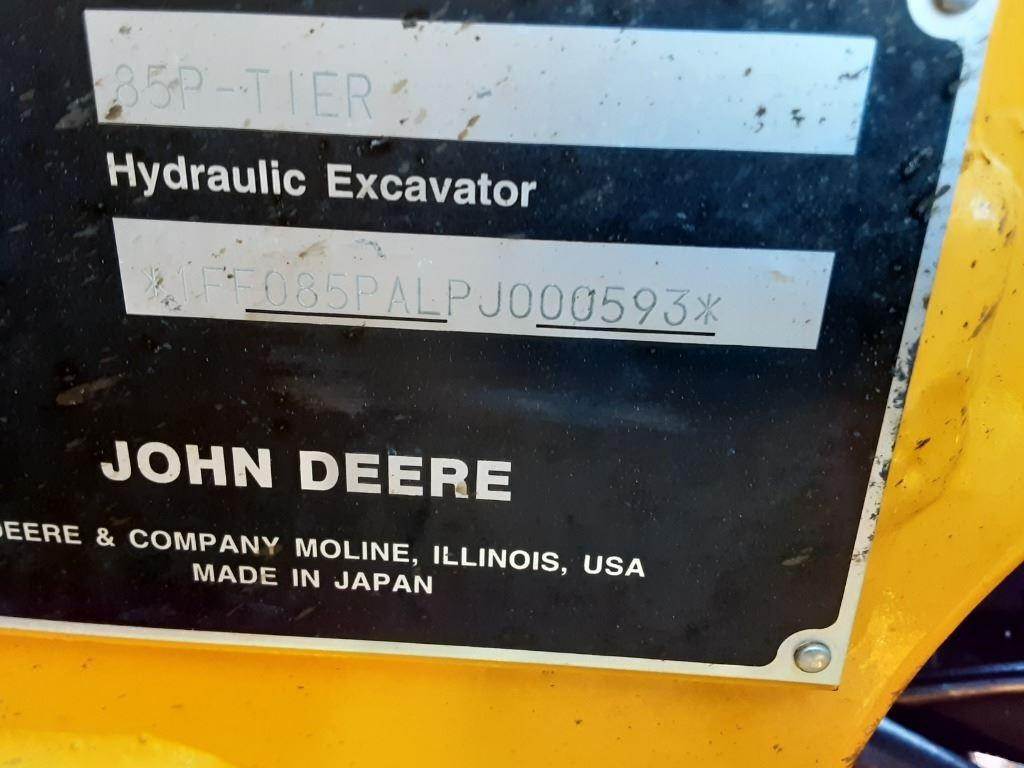 85P-TIER
Hydraulic Excavator
*1FF085PALPJ000593*
JOHN DEERE
DEERE & COMPANY MOLINE, ILLINOIS, USA
MADE IN JAPAN